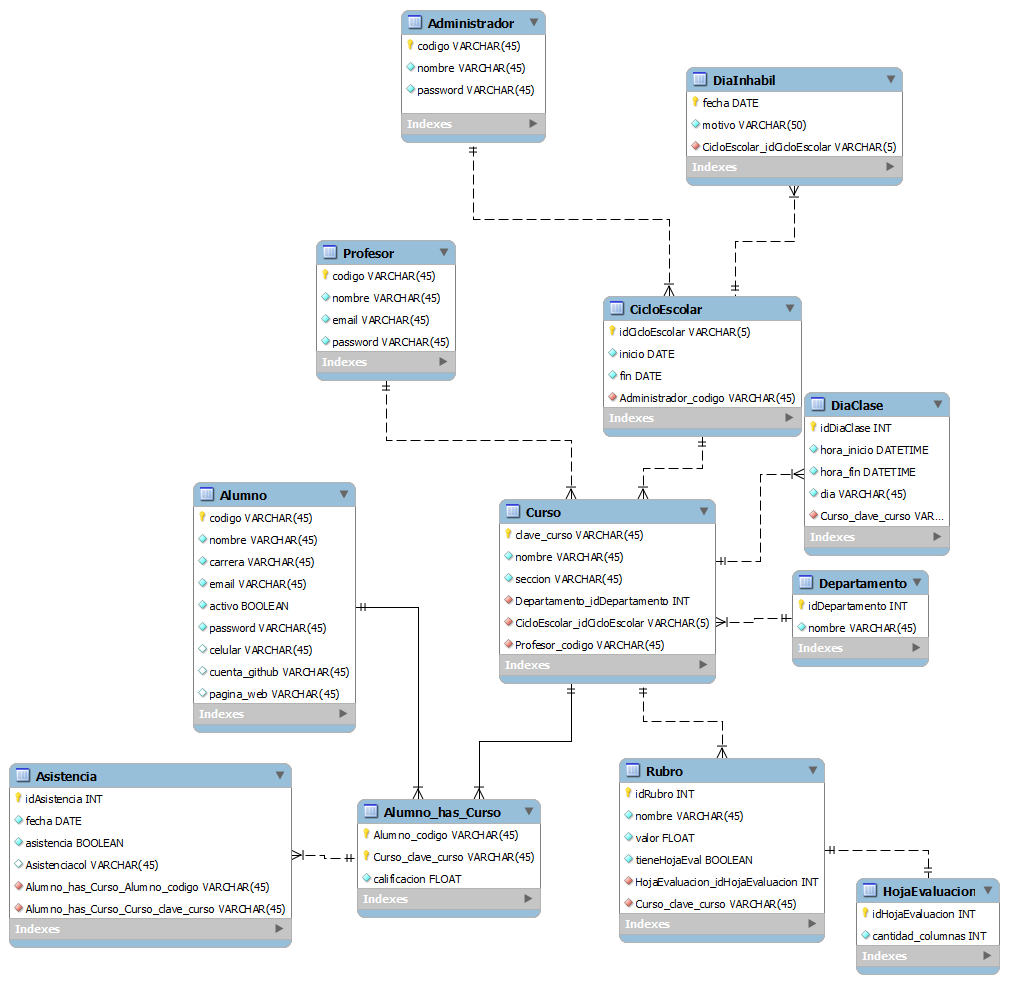 Administrador
codigo VARCHAR(45)
nombre VARCHAR(45)
password VARCHAR(45)
Indexes
DiaInhabil
fecha DATE
motivo VARCHAR(50)
CicloEscolar_idCicloEscolar VARCHAR(5)
Indexes
Profesor
codigo VARCHAR(45)
nombre VARCHAR(45)
email VARCHAR(45)
password VARCHAR(45)
Indexes
CicloEscolar
idCicloEscolar VARCHAR(5)
inicio DATE
fin DATE
Administrador_codigo VARCHAR(45)
Indexes
DiaClase
idDiaClase INT
hora_inicio DATETIME
hora_fin DATETIME
dia VARCHAR(45)
Curso_clave_curso VAR...
Indexes
Alumno
codigo VARCHAR(45)
nombre VARCHAR(45)
carrera VARCHAR(45)
email VARCHAR(45)
activo BOOLEAN
password VARCHAR(45)
celular VARCHAR(45)
cuenta_github VARCHAR(45)
pagina_web VARCHAR(45)
Indexes
Curso
clave_curso VARCHAR(45)
nombre VARCHAR(45)
seccion VARCHAR(45)
Departamento_idDepartamento INT
CicloEscolar_idCicloEscolar VARCHAR(5)
Profesor_codigo VARCHAR(45)
Indexes
Departamento
idDepartamento INT
nombre VARCHAR(45)
Indexes
Asistencia
idAsistencia INT
fecha DATE
asistencia BOOLEAN
Asistenciacol VARCHAR(45)
Alumno_has_Curso_Alumno_codigo VARCHAR(45)
Alumno_has_Curso_Curso_clave_curso VARCHAR(45)
Indexes
Alumno_has_Curso
Alumno_codigo VARCHAR(45)
Curso_clave_curso VARCHAR(45)
calificacion FLOAT
Indexes
Rubro
idRubro INT
nombre VARCHAR(45)
valor FLOAT
tieneHojaEval BOOLEAN
HojaEvaluacion_idHojaEvaluacion INT
Curso_clave_curso VARCHAR(45)
Indexes
HojaEvaluacion
idHojaEvaluacion INT
cantidad_columnas INT
Indexes